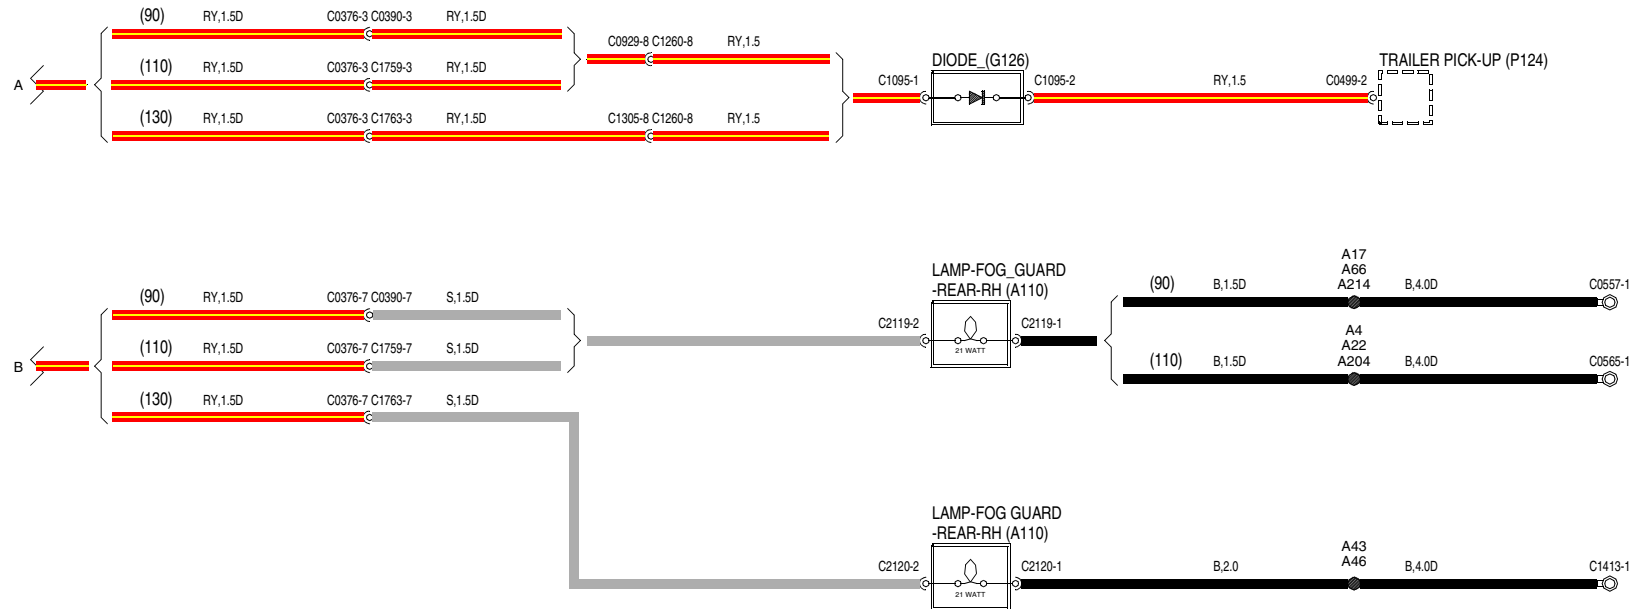 (90) RY,1.5D C0376-3 C0390-3 RY,1.5D
C0929-8 C1260-8 RY,1.5
DIODE_(G126)
TRAILER PICK-UP (P124)
A
(110) RY,1.5D C0376-3 C1759-3 RY,1.5D
C1095-1 C1095-2 RY,1.5 C0499-2
(130) RY,1.5D C0376-3 C1763-3 RY,1.5D C1305-8 C1260-8 RY,1.5
LAMP-FOG_GUARD
-REAR-RH (A110)
A17
A66
A214
(90) B,1.5D B,4.0D C0557-1
(90) RY,1.5D C0376-7 C0390-7 S,1.5D
C2119-2 C2119-1
21 WATT
A4
A22
A204
(110) B,1.5D B,4.0D C0565-1
B
(110) RY,1.5D C0376-7 C1759-7 S,1.5D
(130) RY,1.5D C0376-7 C1763-7 S,1.5D
LAMP-FOG GUARD
-REAR-RH (A110)
A43
A46
C2120-2 C2120-1 B,2.0 B,4.0D C1413-1
21 WATT